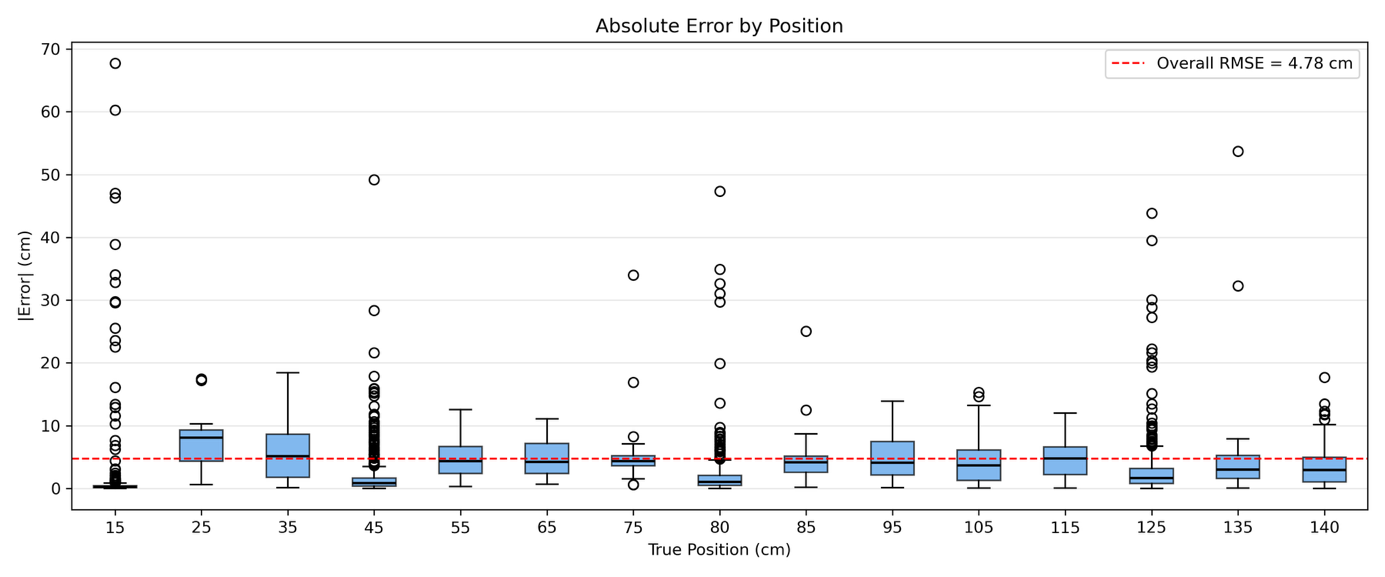 Absolute Error by Position
Overall RMSE = 4.78 cm
|Error| (cm)
70
60
50
40
30
20
10
0
15 25 35 45 55 65 75 80 85 95 105 115 125 135 140
True Position (cm)